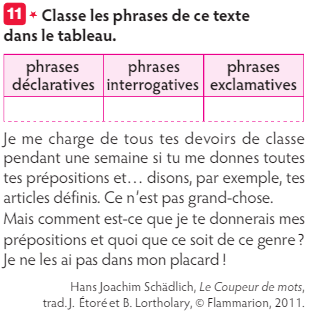 11 * Classe les phrases de ce texte
dans le tableau.
phrases déclaratives
phrases interrogatives
phrases exclamatives
Je me charge de tous tes devoirs de classe
pendant une semaine si tu me donnes toutes
tes prépositions et… disons, par exemple, tes
articles définis. Ce n'est pas grand-chose.
Mais comment est-ce que je te donnerais mes
prépositions et quoi que ce soit de ce genre ?
Je ne les ai pas dans mon placard !
Hans Joachim Schädlich, Le Coupeur de mots,
trad. J. Étoré et B. Lortholary, © Flammarion, 2011.